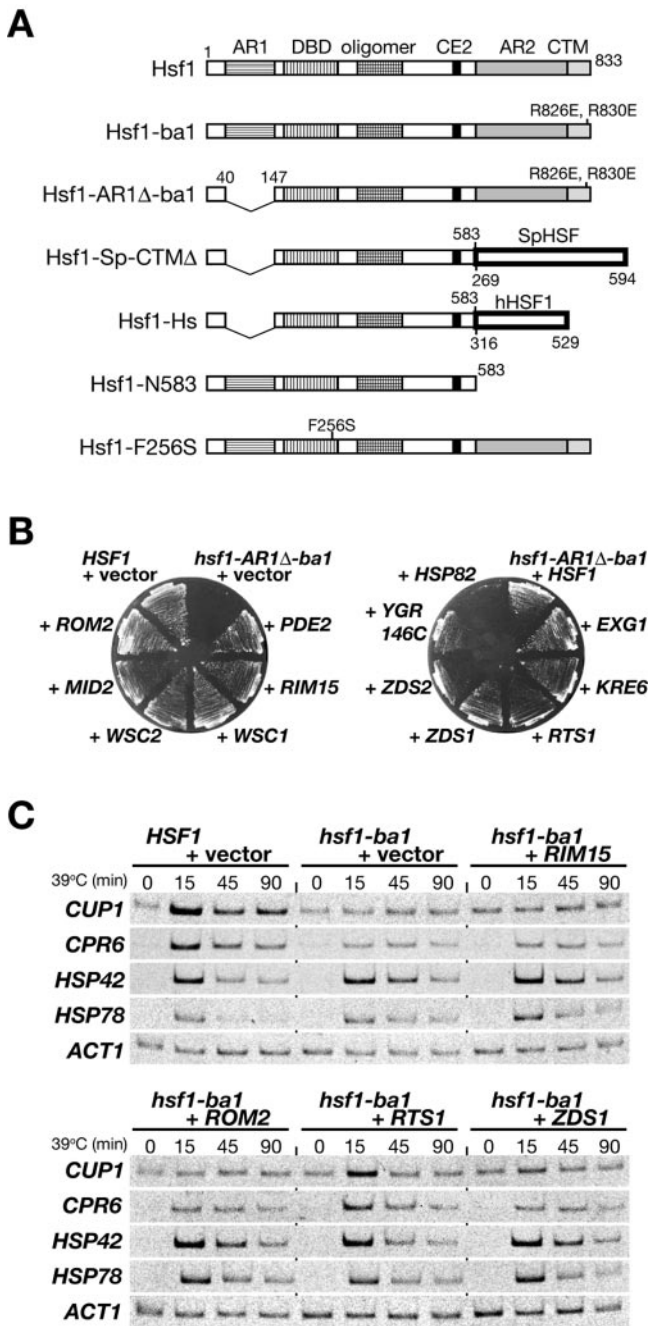 A
1 AR1 DBD oligomer CE2 AR2 CTM 833
Hsf1
R826E, R830E
Hsf1-ba1
40 147 R826E, R830E
Hsf1-AR1Δ-ba1
583 SpHSF
Hsf1-Sp-CTMΔ
269 594
583 hHSF1
Hsf1-Hs
316 529
583
Hsf1-N583
F256S
Hsf1-F256S
B
HSF1 + vector
hsf1-AR1Δ-ba1 + vector
+ PDE2
+ RIM15
+ WSC1
+ WSC2
+ MID2
+ ROM2
hsf1-AR1Δ-ba1 + HSF1
+ EXG1
+ KRE6
+ RTS1
+ ZDS1
+ ZDS2
+ YGR 146C
+ HSP82
C
HSF1 hsf1-ba1 hsf1-ba1
+ vector + vector + RIM15
39°C (min) 0 15 45 90 0 15 45 90 0 15 45 90
CUP1
CPR6
HSP42
HSP78
ACT1
hsf1-ba1 hsf1-ba1 hsf1-ba1
+ ROM2 + RTS1 + ZDS1
39°C (min) 0 15 45 90 0 15 45 90 0 15 45 90
CUP1
CPR6
HSP42
HSP78
ACT1